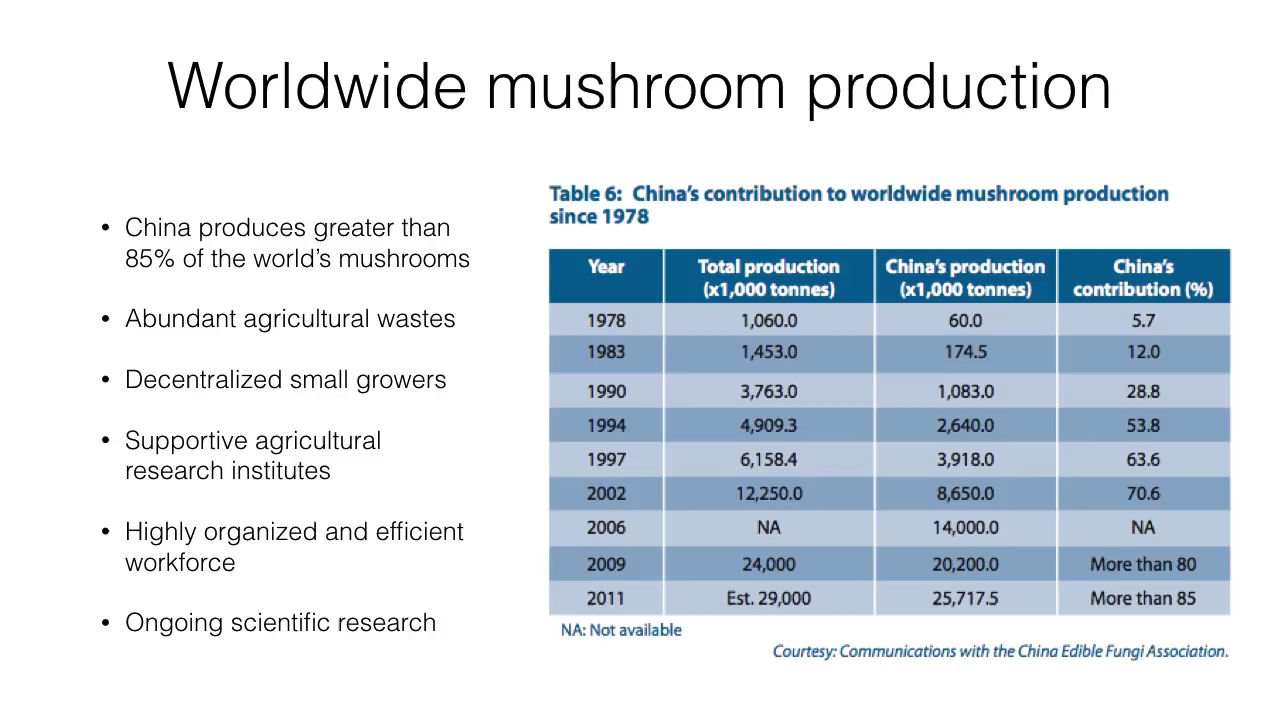 Worldwide mushroom production
• China produces greater than
85% of the world's mushrooms
• Abundant agricultural wastes
• Decentralized small growers
• Supportive agricultural
research institutes
• Highly organized and efficient
workforce
• Ongoing scientific research
Table 6: China's contribution to worldwide mushroom production
since 1978
Year Total production (x1,000 tonnes) China's production (x1,000 tonnes) China's contribution (%)
1978 1,060.0 60.0 5.7
1983 1,453.0 174.5 12.0
1990 3,763.0 1,083.0 28.8
1994 4,909.3 2,640.0 53.8
1997 6,158.4 3,918.0 63.6
2002 12,250.0 8,650.0 70.6
2006 NA 14,000.0 NA
2009 24,000 20,200.0 More than 80
2011 Est. 29,000 25,717.5 More than 85
NA: Not available
Courtesy: Communications with the China Edible Fungi Association.